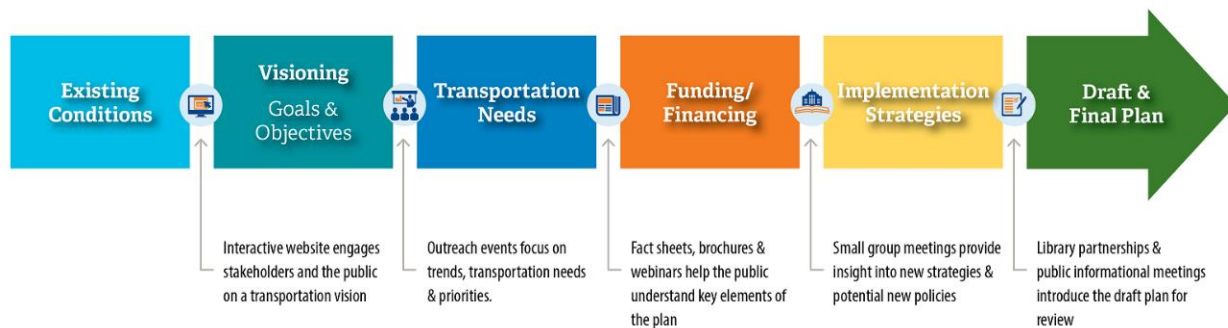 Existing
Conditions
Visioning
Goals &
Objectives
Transportation
Needs
Funding/
Financing
Implementation
Strategies
Draft &
Final Plan
Interactive website engages
stakeholders and the public
on a transportation vision
Outreach events focus on
trends, transportation needs
& priorities.
Fact sheets, brochures &
webinars help the public
understand key elements of
the plan
Small group meetings provide
insight into new strategies &
potential new policies
Library partnerships &
public informational meetings
introduce the draft plan for
review